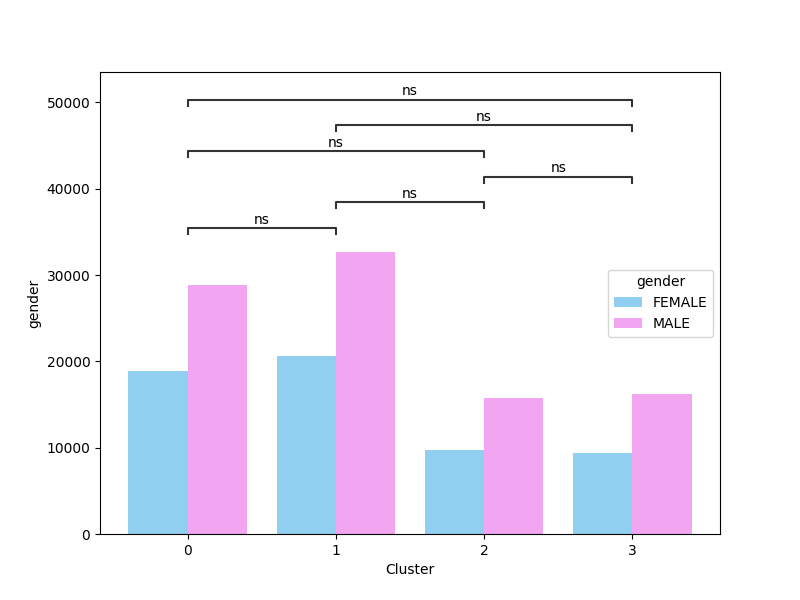 ns
ns
ns
ns
ns
ns
50000
40000
30000
20000
10000
0
gender
gender
FEMALE
MALE
0 1 2 3
Cluster